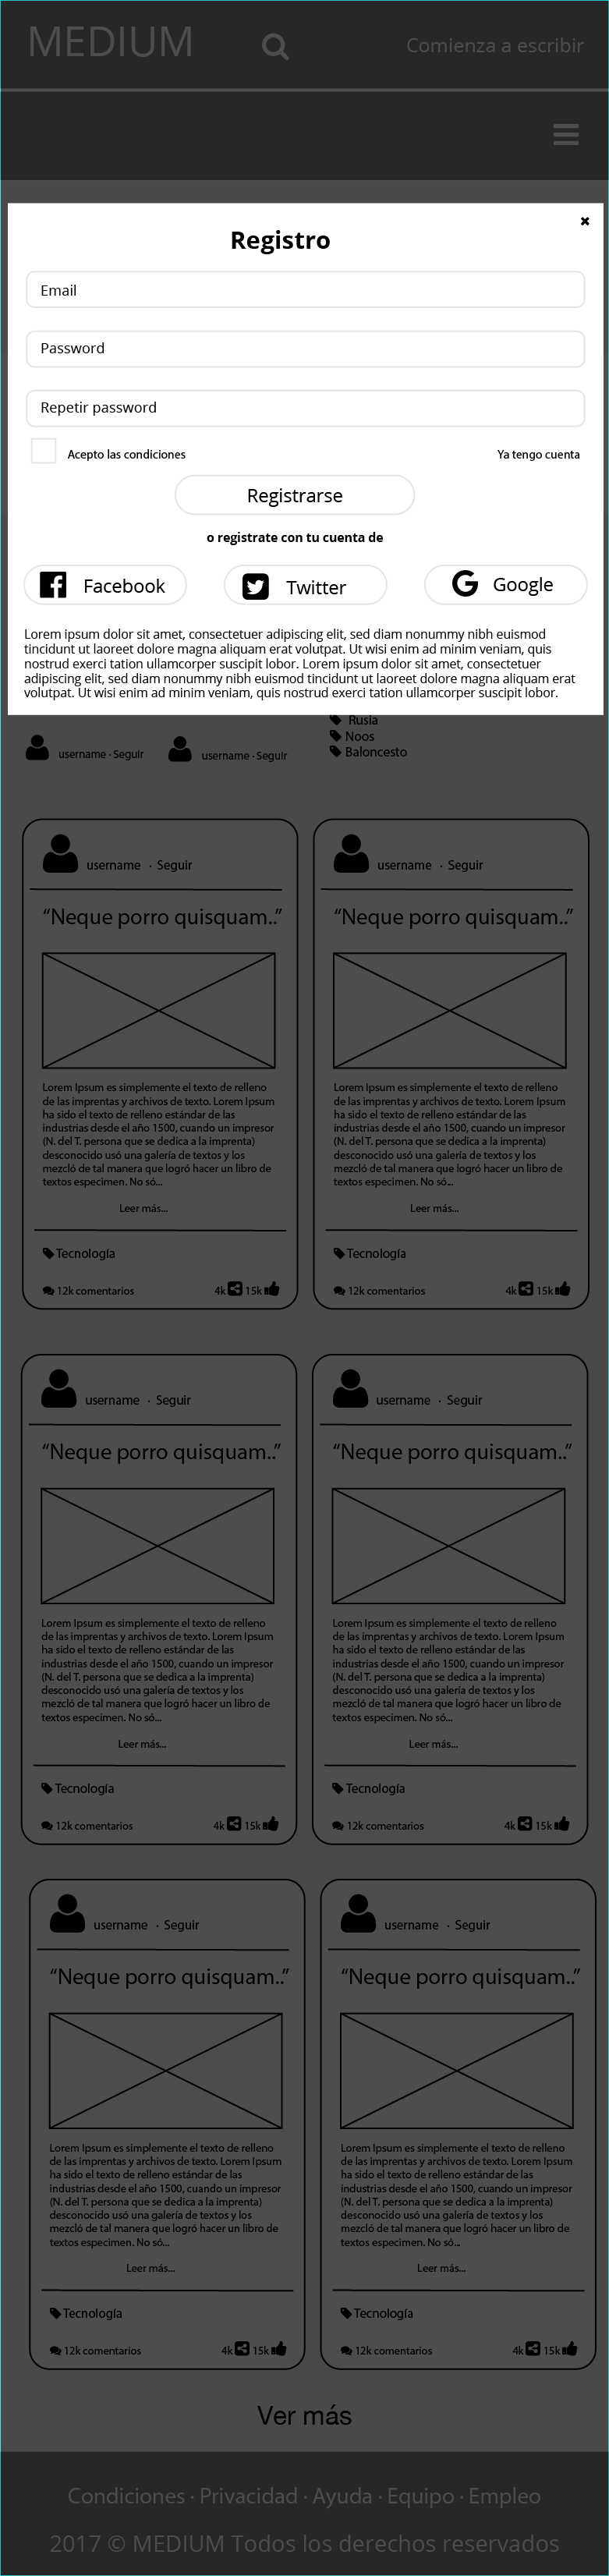 MEDIUM
Comienza a escribir
Registro
Email
Password
Repetir password
Acepto las condiciones
Ya tengo cuenta
Registrarse
o registrate con tu cuenta de
Facebook
Twitter
Google
Lorem ipsum dolor sit amet, consectetuer adipiscing elit, sed diam nonummy nibh euismod
tincidunt ut laoreet dolore magna aliquam erat volutpat. Ut wisi enim ad minim veniam, quis
nostrud exerci tation ullamcorper suscipit lobor. Lorem ipsum dolor sit amet, consectetuer
adipiscing elit, sed diam nonummy nibh euismod tincidunt ut laoreet dolore magna aliquam erat
volutpat. Ut wisi enim ad minim veniam, quis nostrud exerci tation ullamcorper suscipit lobor.
username · Seguir
username · Seguir
Rusia
Noos
Baloncesto
username · Seguir
“Neque porro quisquam..”
Lorem Ipsum es simplemente el texto de relleno
de las imprentas y archivos de texto. Lorem Ipsum
ha sido el texto de relleno estándar de las
industrias desde el año 1500, cuando un impresor
(N. del T. persona que se dedica a la imprenta)
desconocido usó una galería de textos y los
mezcló de tal manera que logró hacer un libro de
textos especimen. No só...
Leer más...
Tecnología
12k comentarios
4k 15k
username · Seguir
“Neque porro quisquam..”
Lorem Ipsum es simplemente el texto de relleno
de las imprentas y archivos de texto. Lorem Ipsum
ha sido el texto de relleno estándar de las
industrias desde el año 1500, cuando un impresor
(N. del T. persona que se dedica a la imprenta)
desconocido usó una galería de textos y los
mezcló de tal manera que logró hacer un libro de
textos especimen. No só...
Leer más...
Tecnología
12k comentarios
4k 15k
username · Seguir
“Neque porro quisquam..”
Lorem Ipsum es simplemente el texto de relleno
de las imprentas y archivos de texto. Lorem Ipsum
ha sido el texto de relleno estándar de las
industrias desde el año 1500, cuando un impresor
(N. del T. persona que se dedica a la imprenta)
desconocido usó una galería de textos y los
mezcló de tal manera que logró hacer un libro de
textos especimen. No só...
Leer más...
Tecnología
12k comentarios
4k 15k
username · Seguir
“Neque porro quisquam..”
Lorem Ipsum es simplemente el texto de relleno
de las imprentas y archivos de texto. Lorem Ipsum
ha sido el texto de relleno estándar de las
industrias desde el año 1500, cuando un impresor
(N. del T. persona que se dedica a la imprenta)
desconocido usó una galería de textos y los
mezcló de tal manera que logró hacer un libro de
textos especimen. No só...
Leer más...
Tecnología
12k comentarios
4k 15k
username · Seguir
“Neque porro quisquam..”
Lorem Ipsum es simplemente el texto de relleno
de las imprentas y archivos de texto. Lorem Ipsum
ha sido el texto de relleno estándar de las
industrias desde el año 1500, cuando un impresor
(N. del T. persona que se dedica a la imprenta)
desconocido usó una galería de textos y los
mezcló de tal manera que logró hacer un libro de
textos especimen. No só...
Leer más...
Tecnología
12k comentarios
4k 15k
username · Seguir
“Neque porro quisquam..”
Lorem Ipsum es simplemente el texto de relleno
de las imprentas y archivos de texto. Lorem Ipsum
ha sido el texto de relleno estándar de las
industrias desde el año 1500, cuando un impresor
(N. del T. persona que se dedica a la imprenta)
desconocido usó una galería de textos y los
mezcló de tal manera que logró hacer un libro de
textos especimen. No só...
Leer más...
Tecnología
12k comentarios
4k 15k
Ver más
Condiciones · Privacidad · Ayuda · Equipo · Empleo
2017 © MEDIUM Todos los derechos reservados